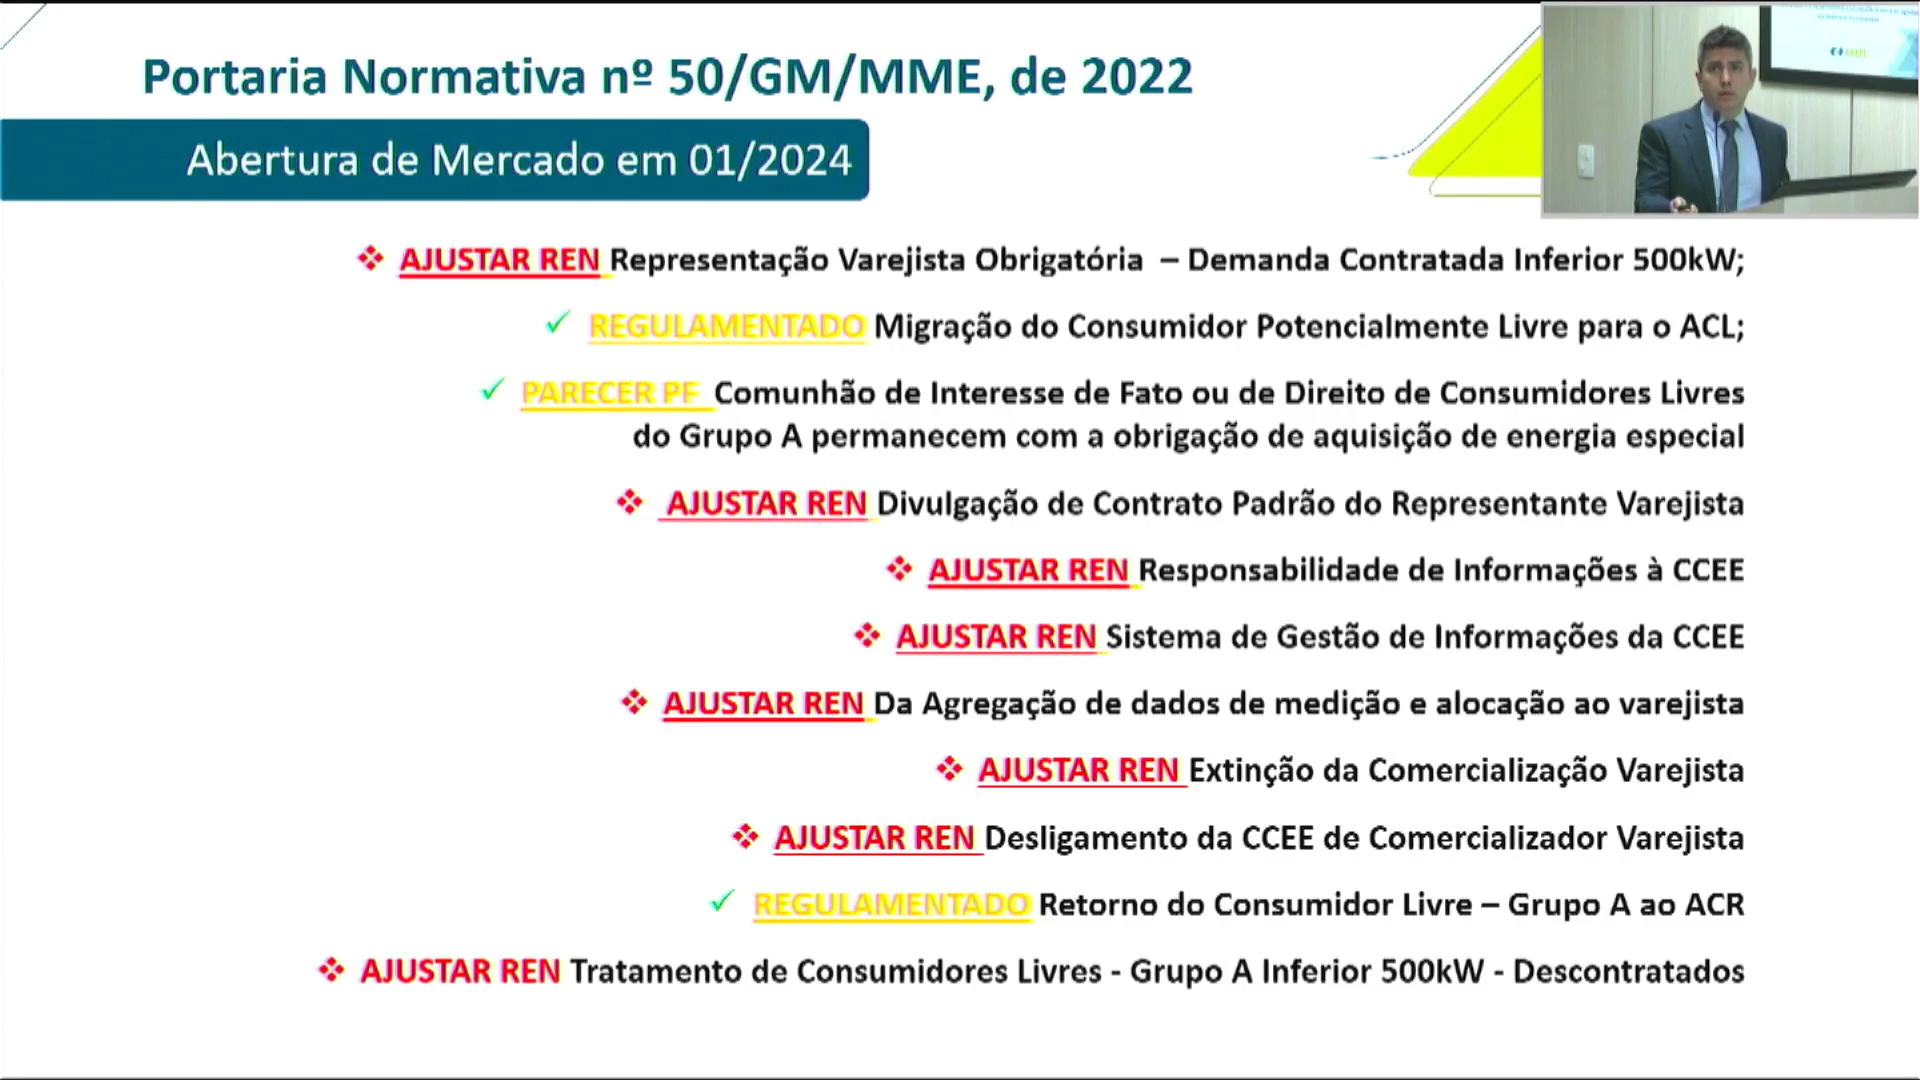 Portaria Normativa nº 50/GM/MME, de 2022
Abertura de Mercado em 01/2024
AJUSTAR REN Representação Varejista Obrigatória – Demanda Contratada Inferior 500kW;
REGULAMENTADO Migração do Consumidor Potencialmente Livre para o ACL;
PARECER PF Comunhão de Interesse de Fato ou de Direito de Consumidores Livres
do Grupo A permanecem com a obrigação de aquisição de energia especial
AJUSTAR REN Divulgação de Contrato Padrão do Representante Varejista
AJUSTAR REN Responsabilidade de Informações à CCEE
AJUSTAR REN Sistema de Gestão de Informações da CCEE
AJUSTAR REN Da Agregação de dados de medição e alocação ao varejista
AJUSTAR REN Extinção da Comercialização Varejista
AJUSTAR REN Desligamento da CCEE de Comercializador Varejista
REGULAMENTADO Retorno do Consumidor Livre – Grupo A ao ACR
AJUSTAR REN Tratamento de Consumidores Livres - Grupo A Inferior 500kW - Descontratados